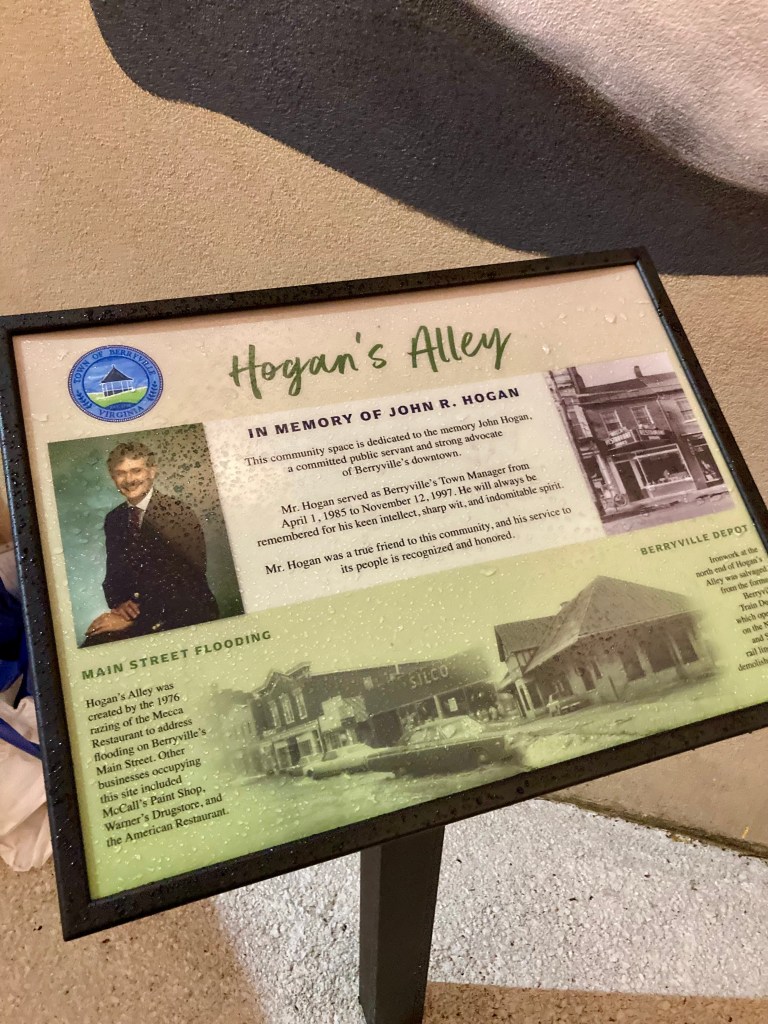 TOWN OF BERRYVILLE
VIRGINIA
Hogan's Alley
IN MEMORY OF JOHN R. HOGAN
This community space is dedicated to the memory John Hogan,
a committed public servant and strong advocate
of Berryville's downtown.
Mr. Hogan served as Berryville's Town Manager from
April 1, 1985 to November 12, 1997. He will always be
remembered for his keen intellect, sharp wit, and indomitable spirit.
Mr. Hogan was a true friend to this community, and his service to
its people is recognized and honored.
MAIN STREET FLOODING
Hogan's Alley was
created by the 1976
razing of the Mecca
Restaurant to address
flooding on Berryville's
Main Street. Other
businesses occupying
this site included
McCall's Paint Shop,
Warner's Drugstore, and
the American Restaurant.
SILCO
BERRYVILLE DEPOT
Ironwork at the
north end of Hogan's
Alley was salvaged
from the forme
Berryvi
Train De
which ope
on the N
and S
rail lin
demolish